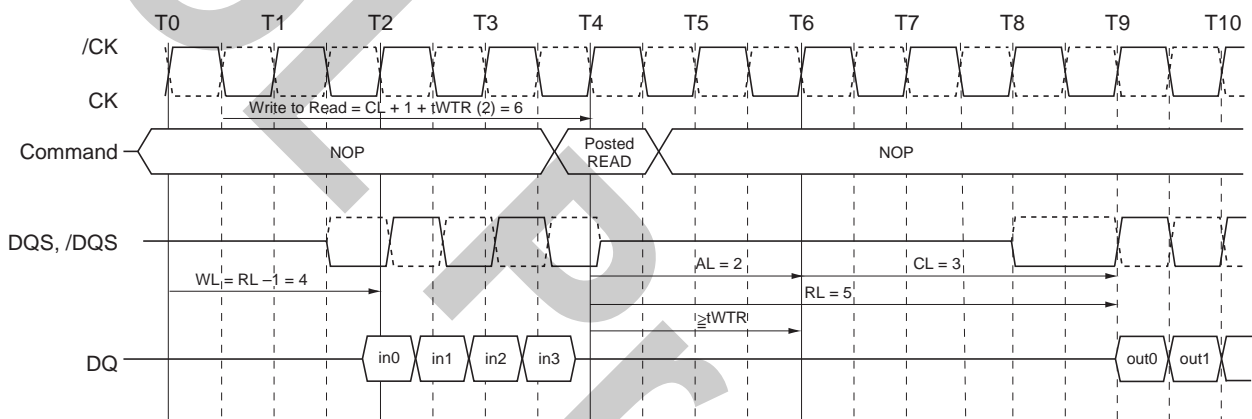 T0 T1 T2 T3 T4 T5 T6 T7 T8 T9 T10
/CK
CK
Write to Read = CL + 1 + tWTR (2) = 6
Command
NOP
Posted
READ
NOP
DQS, /DQS
AL = 2
CL = 3
WL = RL –1 = 4
RL = 5
≧tWTR
DQ
in0 in1 in2 in3
out0 out1